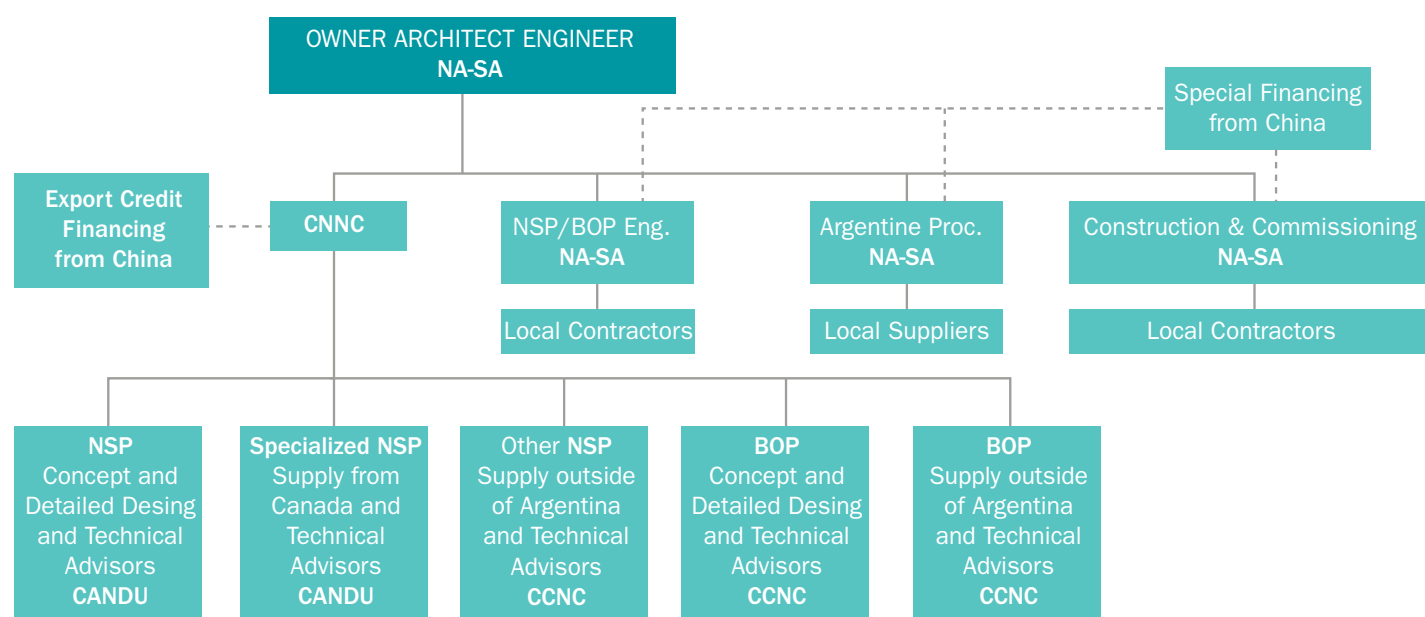 OWNER ARCHITECT ENGINEER
NA-SA
Special Financing
from China
Export Credit
Financing
from China
CNNC
NSP/BOP Eng.
NA-SA
Argentine Proc.
NA-SA
Construction & Commissioning
NA-SA
Local Contractors
Local Suppliers
Local Contractors
NSP
Concept and
Detailed Desing
and Technical
Advisors
CANDU
Specialized NSP
Supply from
Canada and
Technical
Advisors
CANDU
Other NSP
Supply outside
of Argentina
and Technical
Advisors
CCNC
BOP
Concept and
Detailed Desing
and Technical
Advisors
CCNC
BOP
Supply outside
of Argentina
and Technical
Advisors
CCNC